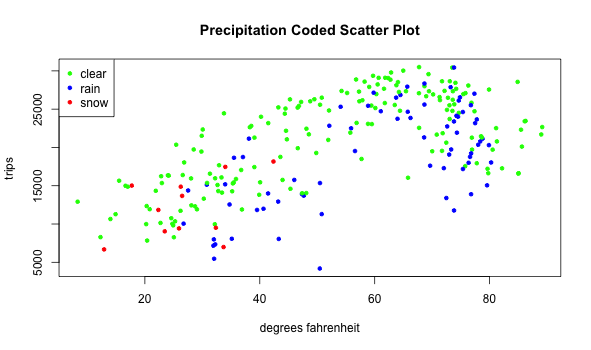 Precipitation Coded Scatter Plot
clear
rain
snow
trips
25000
15000
5000
20
40
60
80
degrees fahrenheit